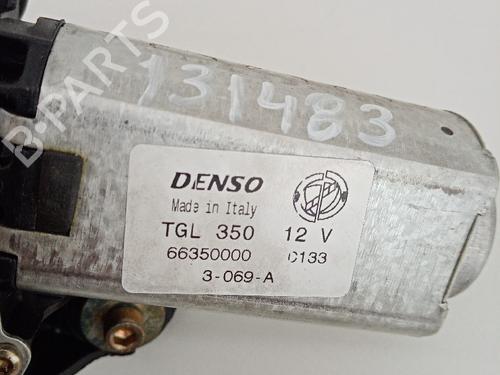 B-PARTS
131483
DENSO
Made in Italy
TGL 350 12 V
66350000 C133
3-069-A